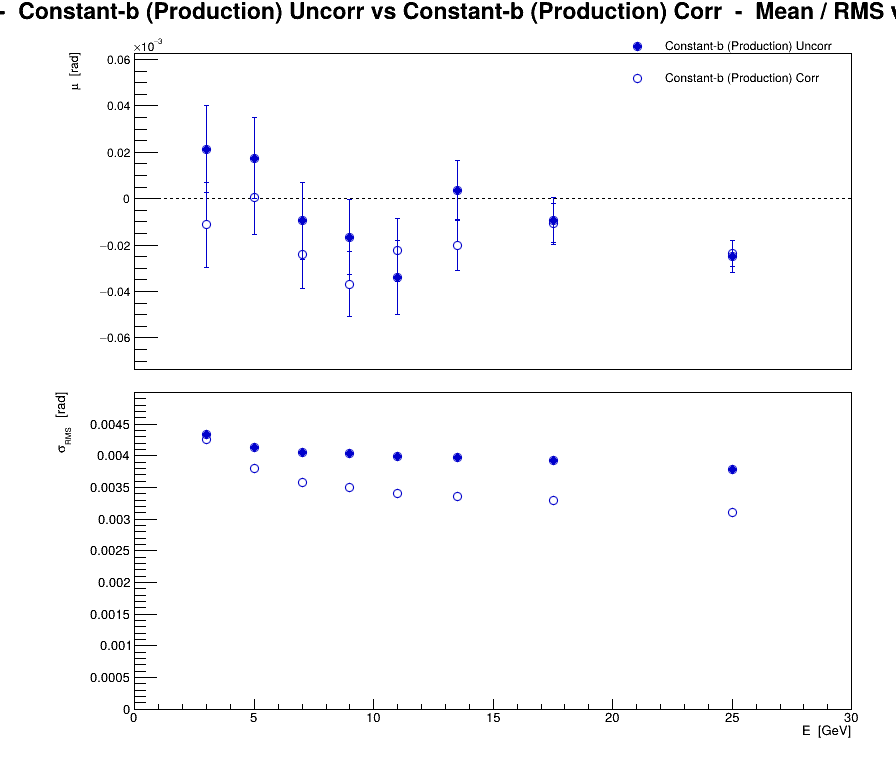 - Constant-b (Production) Uncorr vs Constant-b (Production) Corr - Mean / RMS v
×10⁻³
Constant-b (Production) Uncorr
Constant-b (Production) Corr
μ [rad]
0.06
0.04
0.02
0
−0.02
−0.04
−0.06
σRMS [rad]
0.0045
0.004
0.0035
0.003
0.0025
0.002
0.0015
0.001
0.0005
0
0 5 10 15 20 25 30
E [GeV]